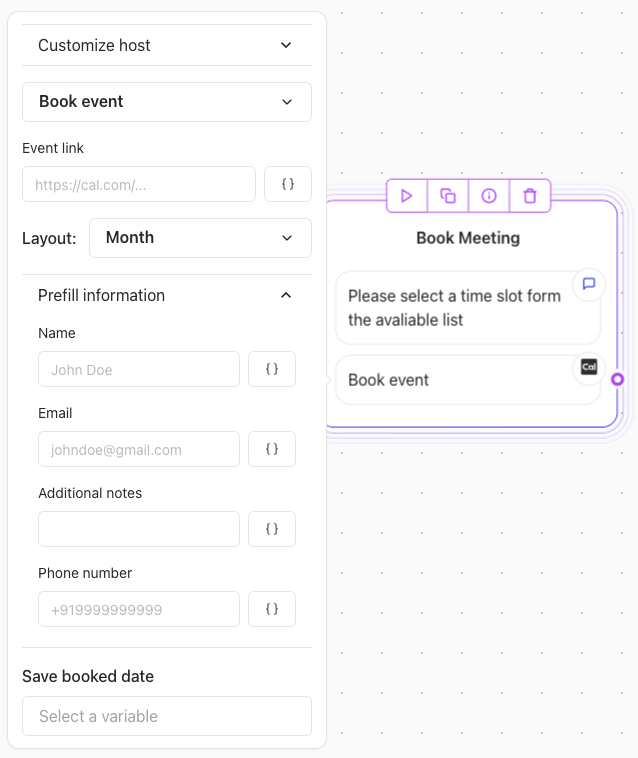 Customize host
Book event
Event link
https://cal.com/...
{ }
Layout:
Month
Prefill information
Name
John Doe
{ }
Email
johndoe@gmail.com
{ }
Additional notes
{ }
Phone number
+919999999999
{ }
Save booked date
Select a variable
Book Meeting
Please select a time slot form
the avaliable list
Book event
Cal